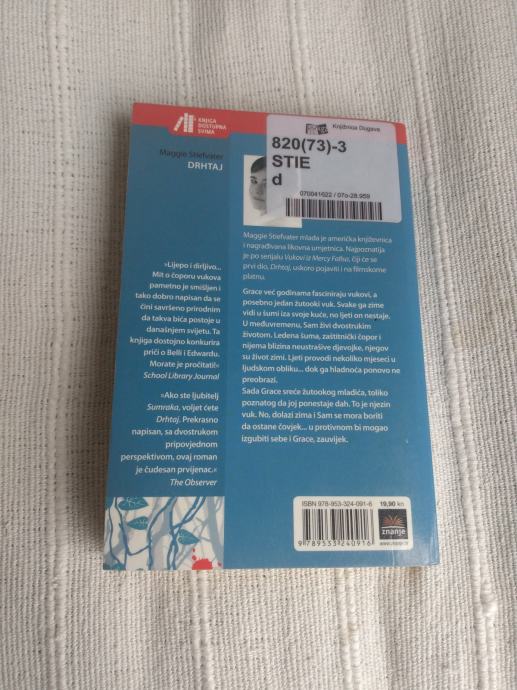 KNJIGA
DOSTUPNA
SVIMA
Knjižnica Dugave
820(73)-3
STIE
d
070041622 / 07o-28.959
Maggie Stiefvater
DRHTAJ
»Lijepo i dirljivo...
Mit o čoporu vukova
pametno je smišljen i
tako dobro napisan da se
čini savršeno prirodnim
da takva bića postoje u
današnjem svijetu. Ta
knjiga dostojno konkurira
priči o Belli i Edwardu.
Morate je pročitati!«
School Library Journal
»Ako ste ljubitelj
Sumraka, voljet ćete
Drhtaj. Prekrasno
napisan, sa dvostrukom
pripovjednom
perspektivom, ovaj roman
je čudesan prvijenac.«
The Observer
Maggie Stiefvater mlada je američka književnica
i nagrađivana likovna umjetnica. Najpoznatija
je po serijalu Vukovi iz Mercy Fallsa, čiji će se
prvi dio, Drhtaj, uskoro pojaviti i na filmskome
platnu.
Grace već godinama fasciniraju vukovi, a
posebno jedan žutooki vuk. Svake ga zime
vidi u šumi iza svoje kuće, no ljeti on nestaje.
U međuvremenu, Sam živi dvostrukim
životom. Ledena šuma, zaštitnički čopor i
nijema blizina neustrašive djevojke, njegov
su život zimi. Ljeti provodi nekoliko mjeseci u
ljudskom obliku... dok ga hladnoća ponovo ne
preobrazi.
Sada Grace sreće žutookog mladića, toliko
poznatog da joj ponestaje dah. To je njezin
vuk. No, dolazi zima i Sam se mora boriti
da ostane čovjek... u protivnom bi mogao
izgubiti sebe i Grace, zauvijek.
ISBN 978-953-324-091-6
9 789533 240916
19,90 kn
znanje
www.znanje.hr